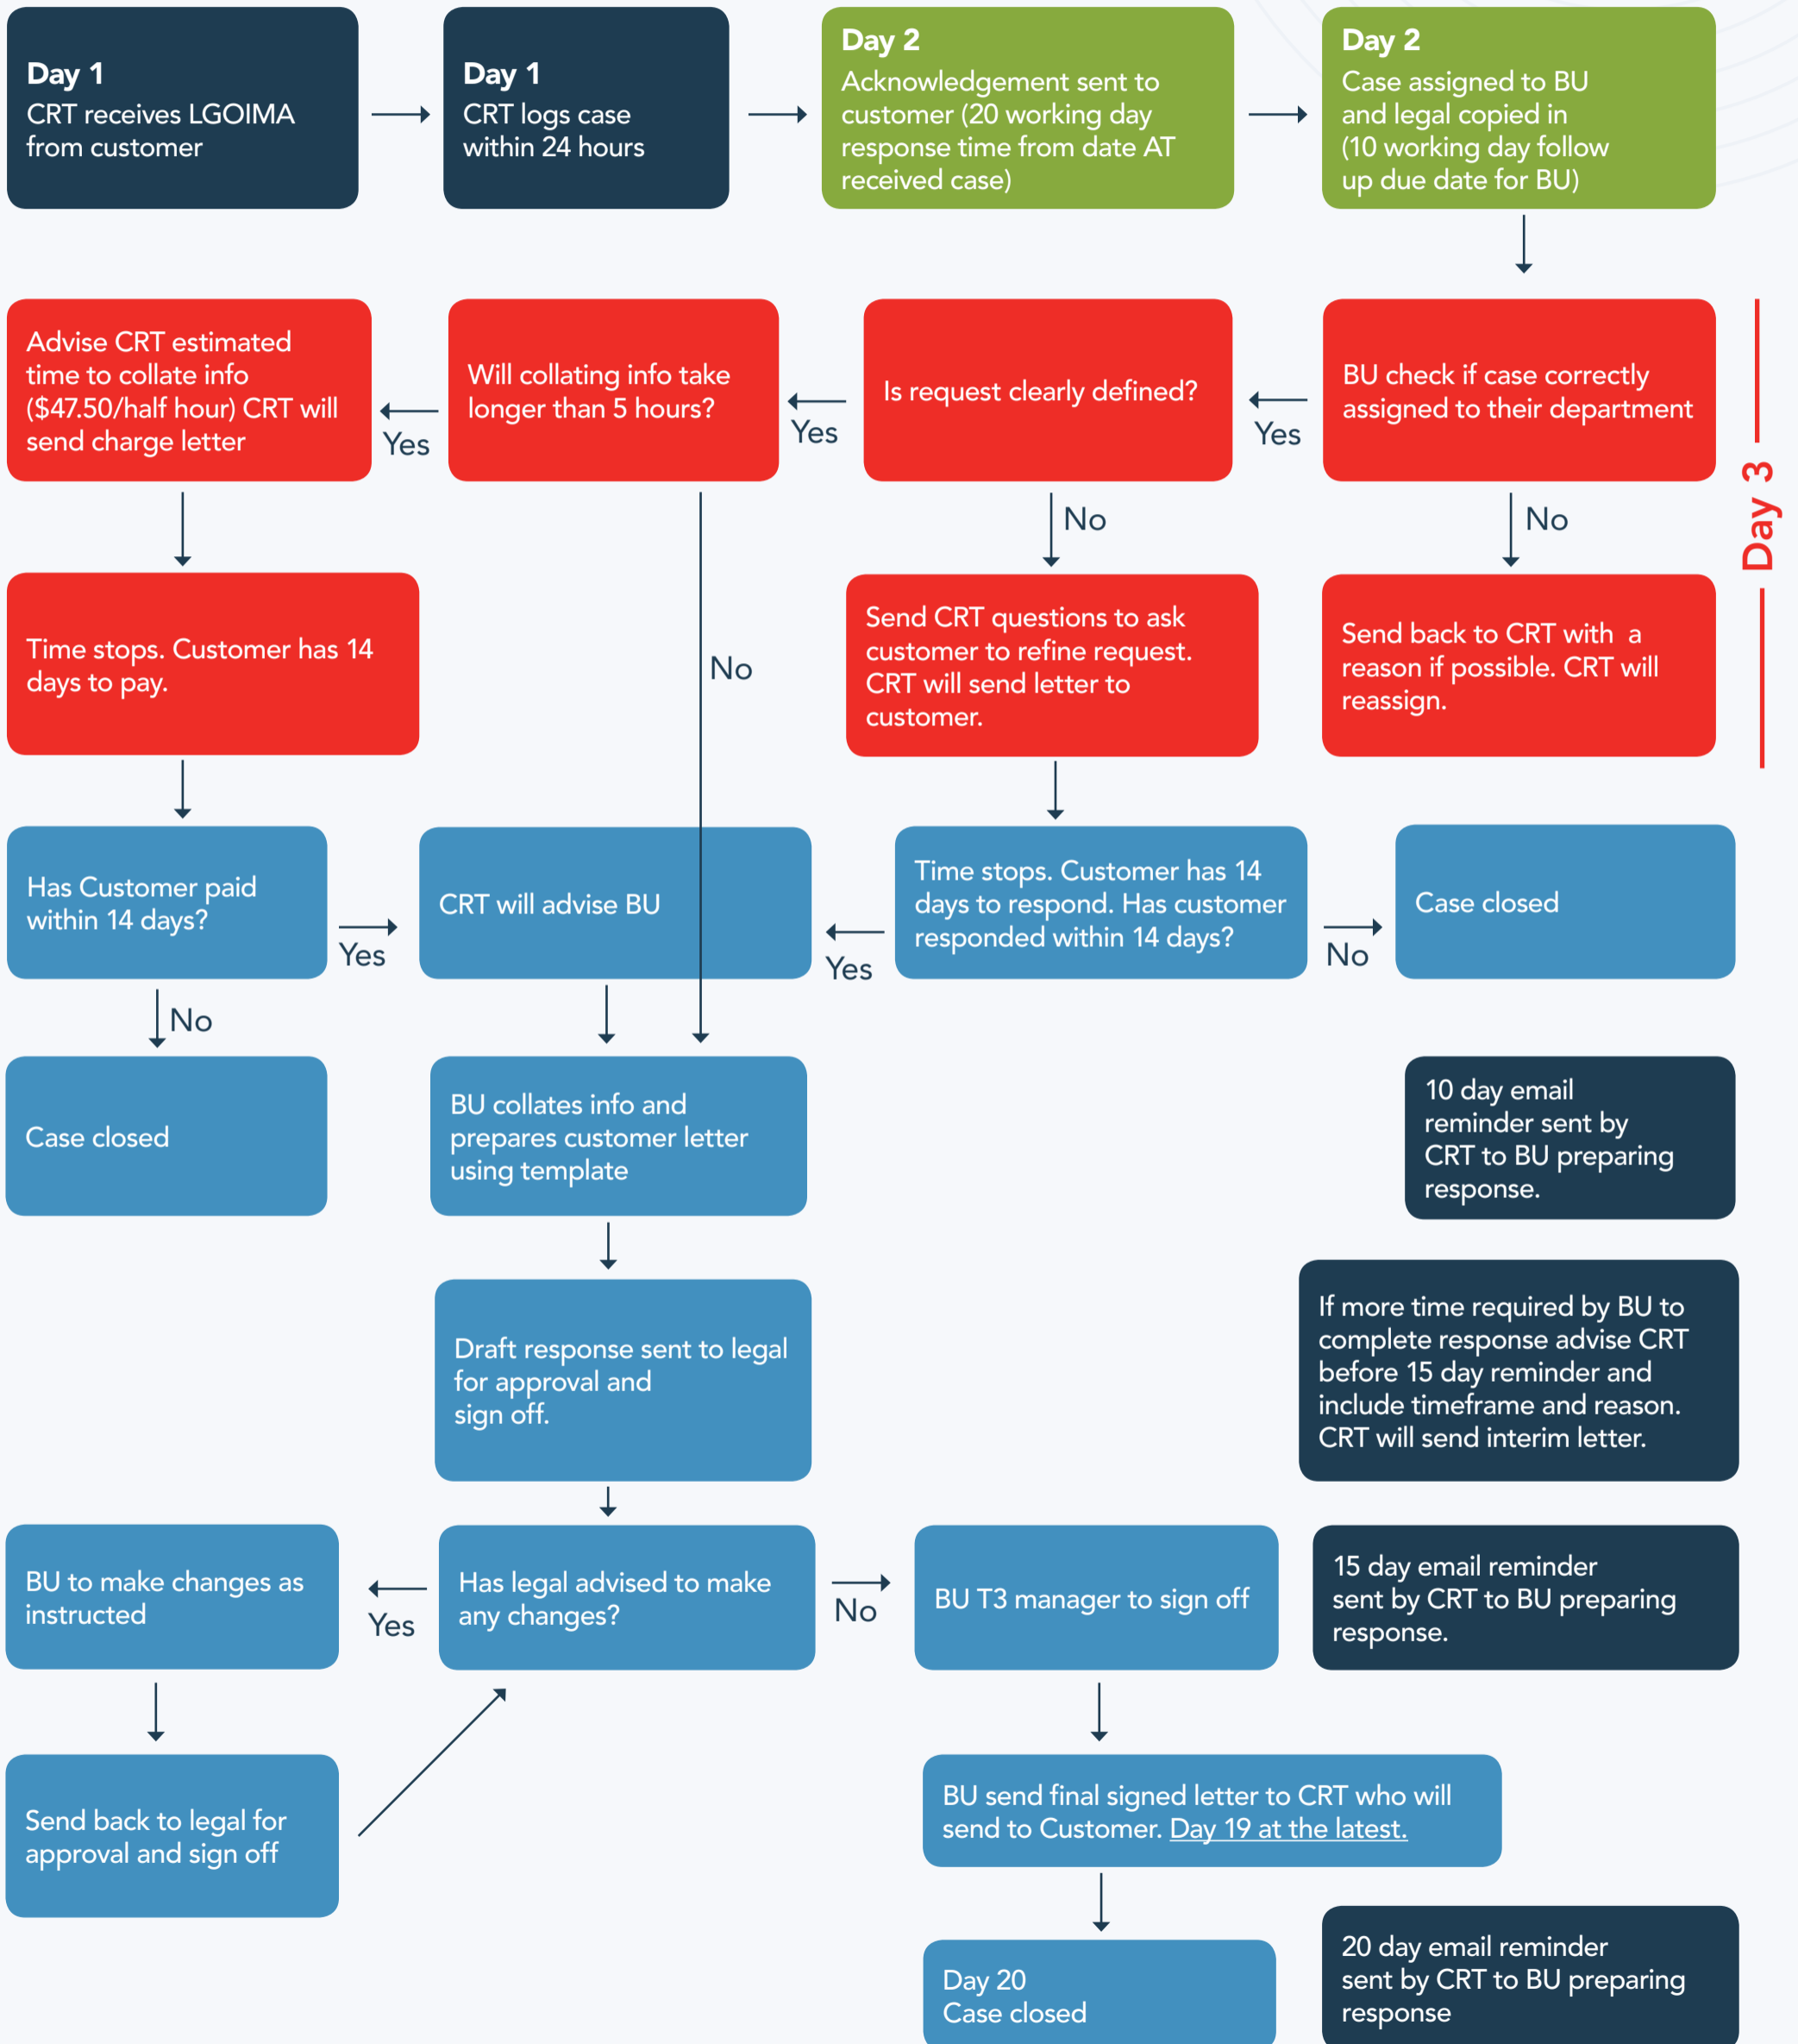 Day 1
CRT receives LGOIMA
from customer
Day 1
CRT logs case
within 24 hours
Day 2
Acknowledgement sent to
customer (20 working day
response time from date AT
received case)
Day 2
Case assigned to BU
and legal copied in
(10 working day follow
up due date for BU)
Advise CRT estimated
time to collate info
($47.50/half hour) CRT will
send charge letter
Yes
Will collating info take
longer than 5 hours?
Yes
Is request clearly defined?
Yes
BU check if case correctly
assigned to their department
Day 3
No
No
Time stops. Customer has 14
days to pay.
No
Send CRT questions to ask
customer to refine request.
CRT will send letter to
customer.
Send back to CRT with a
reason if possible. CRT will
reassign.
Has Customer paid
within 14 days?
Yes
CRT will advise BU
Yes
Time stops. Customer has 14
days to respond. Has customer
responded within 14 days?
No
Case closed
No
Case closed
BU collates info and
prepares customer letter
using template
10 day email
reminder sent by
CRT to BU preparing
response.
Draft response sent to legal
for approval and
sign off.
If more time required by BU to
complete response advise CRT
before 15 day reminder and
include timeframe and reason.
CRT will send interim letter.
BU to make changes as
instructed
Yes
Has legal advised to make
any changes?
No
BU T3 manager to sign off
15 day email reminder
sent by CRT to BU preparing
response.
Send back to legal for
approval and sign off
BU send final signed letter to CRT who will
send to Customer. Day 19 at the latest.
Day 20
Case closed
20 day email reminder
sent by CRT to BU preparing
response